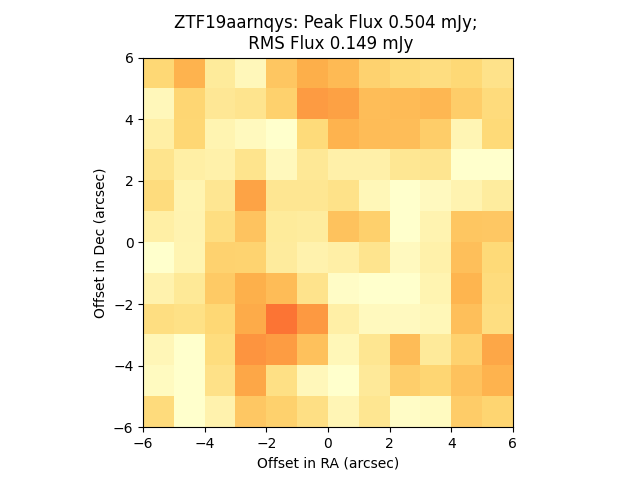 ZTF19aarnqys: Peak Flux 0.504 mJy;
RMS Flux 0.149 mJy
6
4
2
0
−2
−4
−6
Offset in Dec (arcsec)
−6 −4 −2 0 2 4 6
Offset in RA (arcsec)